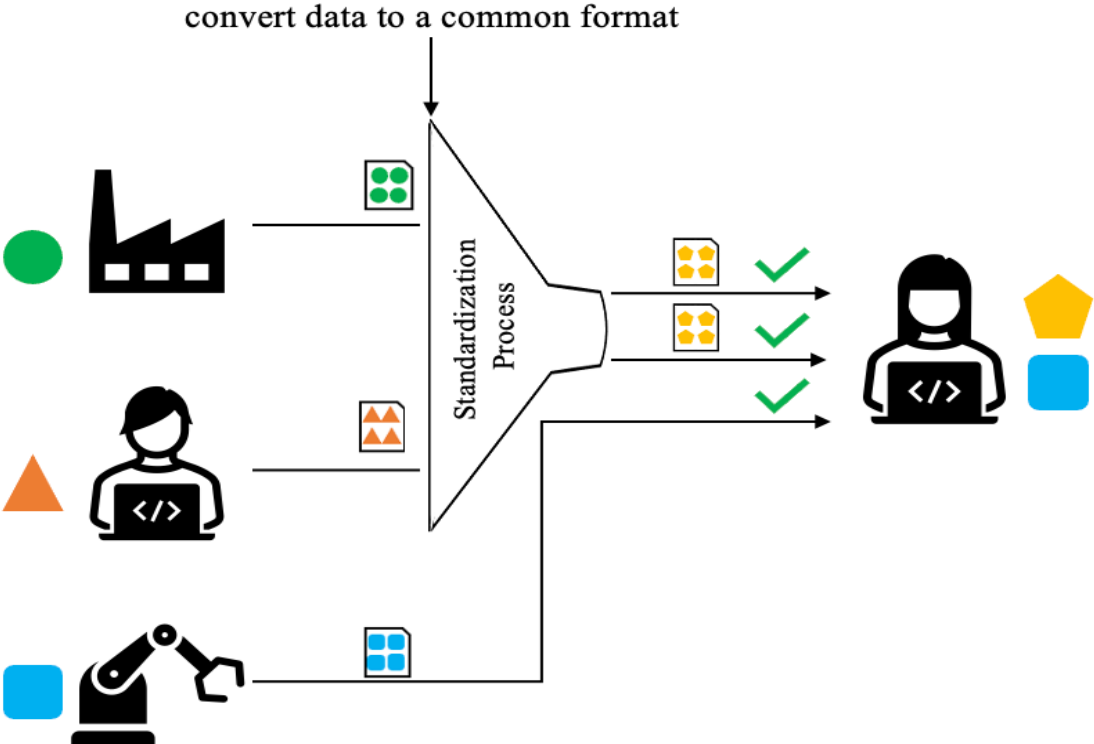 convert data to a common format
Standardization
Process
</>
</>